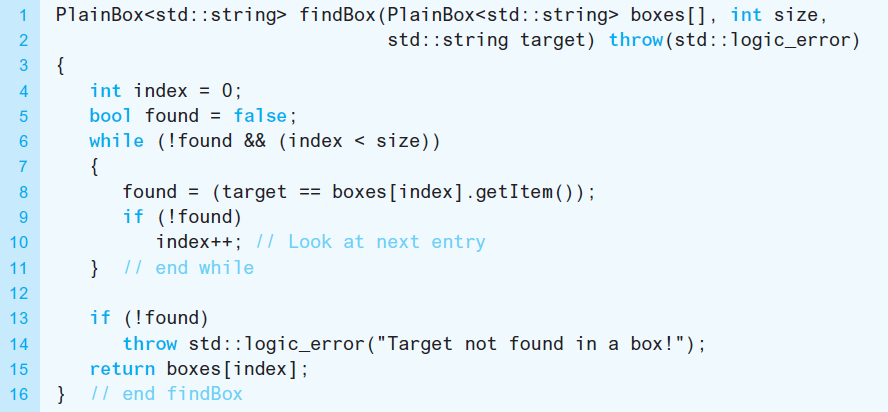 1 PlainBox<std::string> findBox(PlainBox<std::string> boxes[], int size,
2                               std::string target) throw(std::logic_error)
3 {
4    int index = 0;
5    bool found = false;
6    while (!found && (index < size))
7    {
8       found = (target == boxes[index].getItem());
9       if (!found)
10          index++; // Look at next entry
11    }  // end while
12
13    if (!found)
14       throw std::logic_error("Target not found in a box!");
15    return boxes[index];
16 }  // end findBox